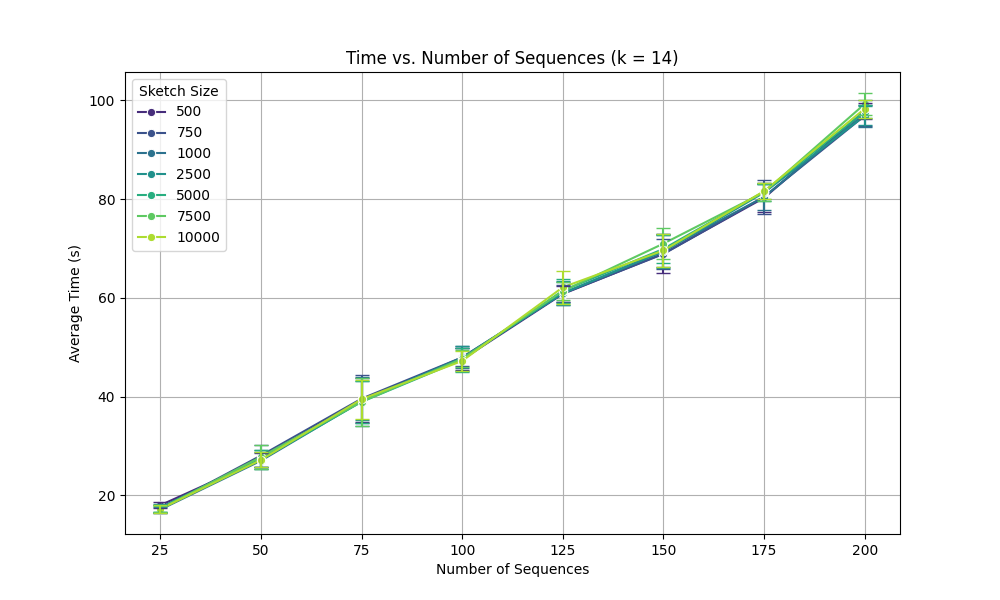 Time vs. Number of Sequences (k = 14)
Sketch Size
500
750
1000
2500
5000
7500
10000
Average Time (s)
100
80
60
40
20
25 50 75 100 125 150 175 200
Number of Sequences